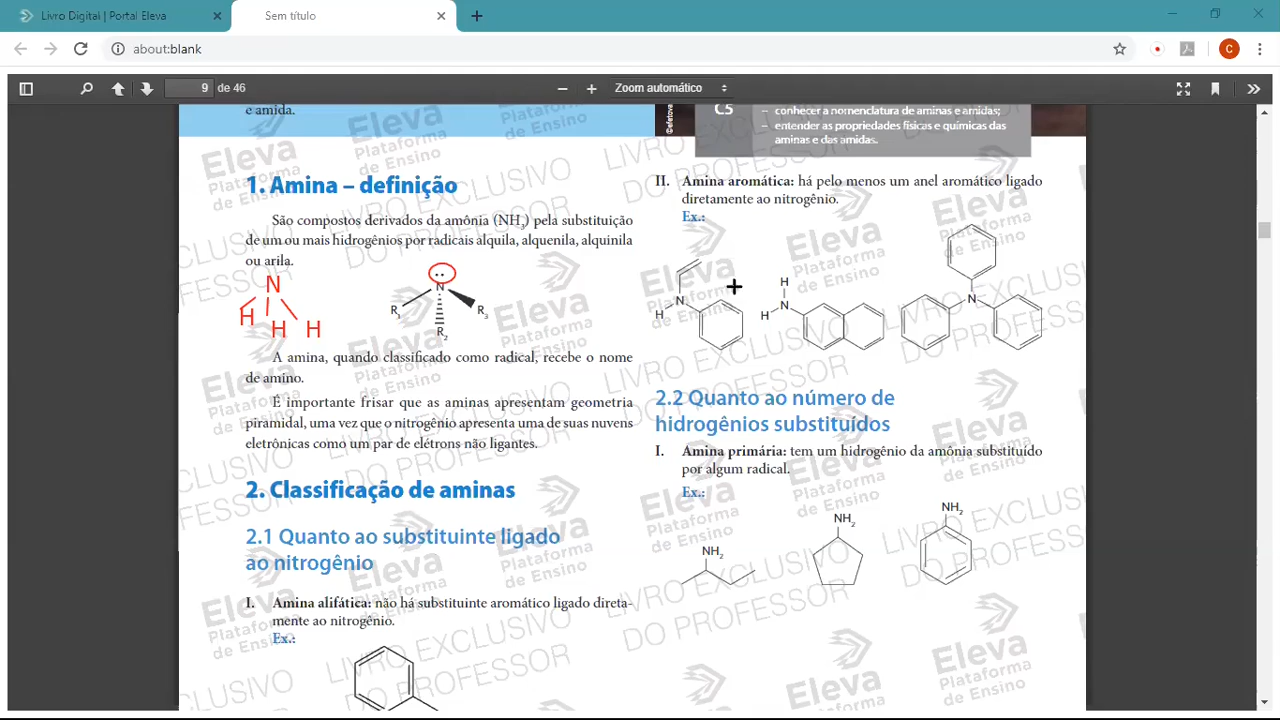 Livro Digital | Portal Eleva
Sem título
about:blank
C
9 de 46
Zoom automático
e amida.
C5
– conhecer a nomenclatura de aminas e amidas;
– entender as propriedades físicas e químicas das
aminas e das amidas.
1. Amina – definição
São compostos derivados da amônia (NH3) pela substituição
de um ou mais hidrogênios por radicais alquila, alquenila, alquinila
ou arila.
N
H H H
N
R1 R2 R3
A amina, quando classificado como radical, recebe o nome
de amino.
É importante frisar que as aminas apresentam geometria
piramidal, uma vez que o nitrogênio apresenta uma de suas nuvens
eletrônicas como um par de elétrons não ligantes.
2. Classificação de aminas
2.1 Quanto ao substituinte ligado
ao nitrogênio
I. Amina alifática: não há substituinte aromático ligado direta-
mente ao nitrogênio.
Ex.:
II. Amina aromática: há pelo menos um anel aromático ligado
diretamente ao nitrogênio.
Ex.:
H N
H N H
N
2.2 Quanto ao número de
hidrogênios substituídos
I. Amina primária: tem um hidrogênio da amônia substituído
por algum radical.
Ex.:
NH2
NH2
NH2
Eleva
Plataforma
de Ensino
LIVRO EXCLUSIVO
DO PROFESSOR